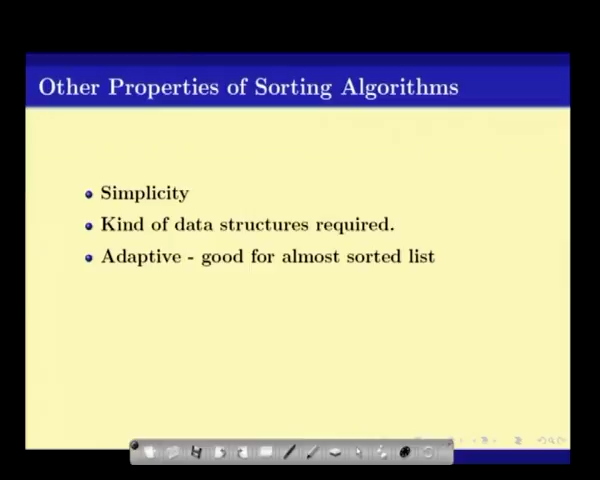 Other Properties of Sorting Algorithms
Simplicity
Kind of data structures required.
Adaptive - good for almost sorted list